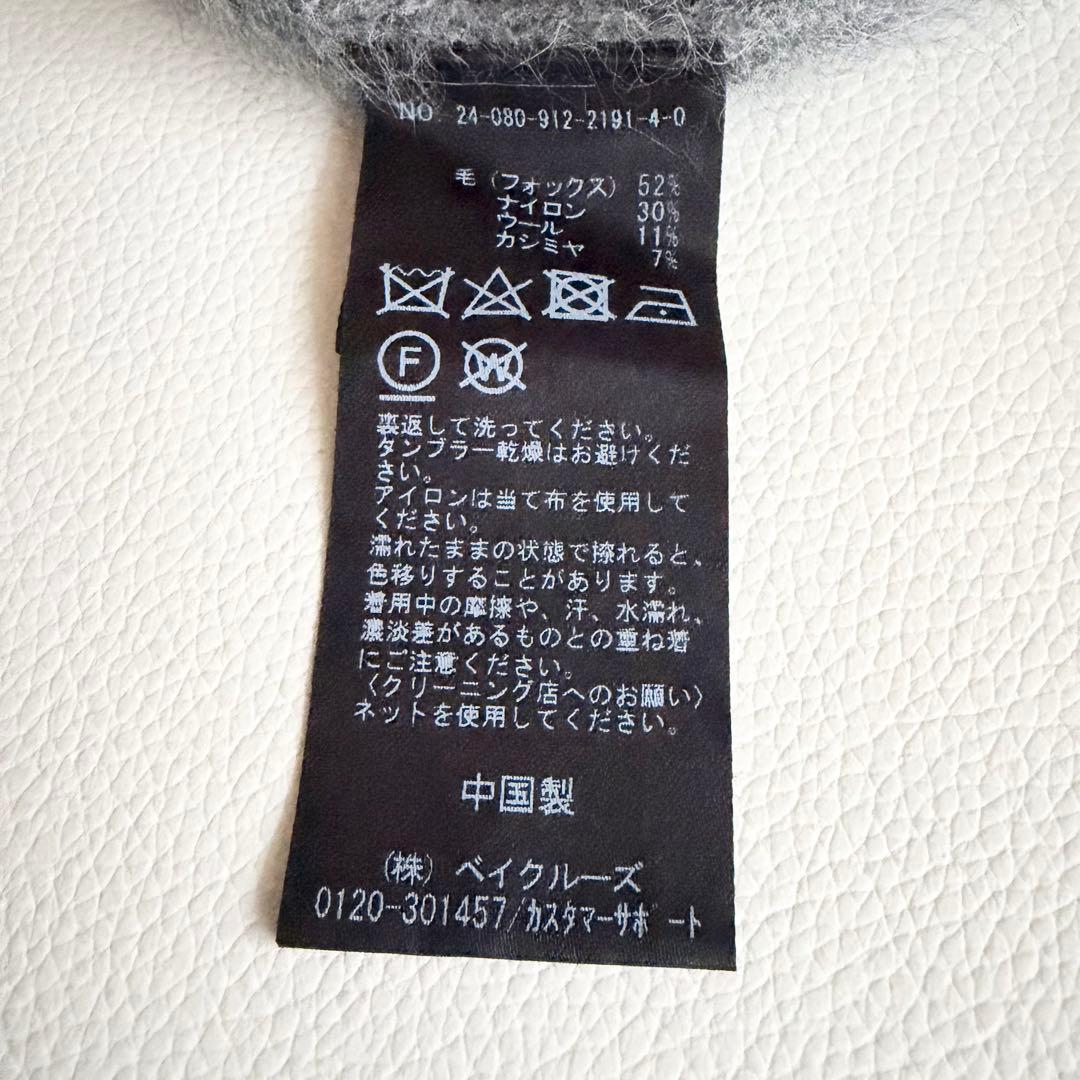 NO 24-080-912-2191-4-0
毛(フォックス) 52%
ナイロン 30%
ウール 11%
カシミヤ 7%
F W
裏返して洗ってください。
タンブラー乾燥はお避けくだ
さい。
アイロンは当て布を使用して
ください。
濡れたままの状態で擦れると、
色移りすることがあります。
着用中の摩擦や、汗、水濡れ、
濃淡差があるものとの重ね着
にご注意ください。
〈クリーニング店へのお願い〉
ネットを使用してください。
中国製
(株)ベイクルーズ
0120-301457/カスタマーサポート